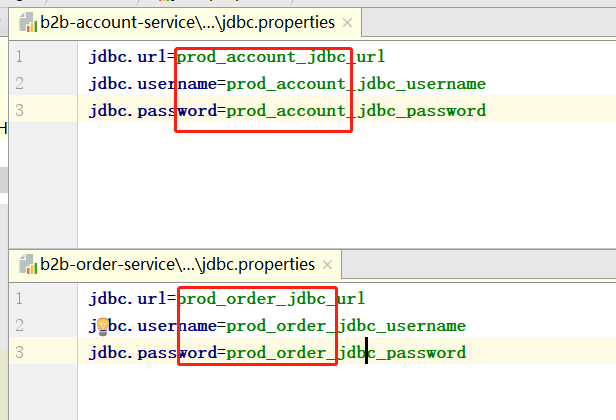 b2b-account-service\...\jdbc.properties
1 jdbc.url=prod_account_jdbc_url
2 jdbc.username=prod_account_jdbc_username
3 jdbc.password=prod_account_jdbc_password
H
b2b-order-service\...\jdbc.properties
1 jdbc.url=prod_order_jdbc_url
2 jdbc.username=prod_order_jdbc_username
3 jdbc.password=prod_order_jdbc_password